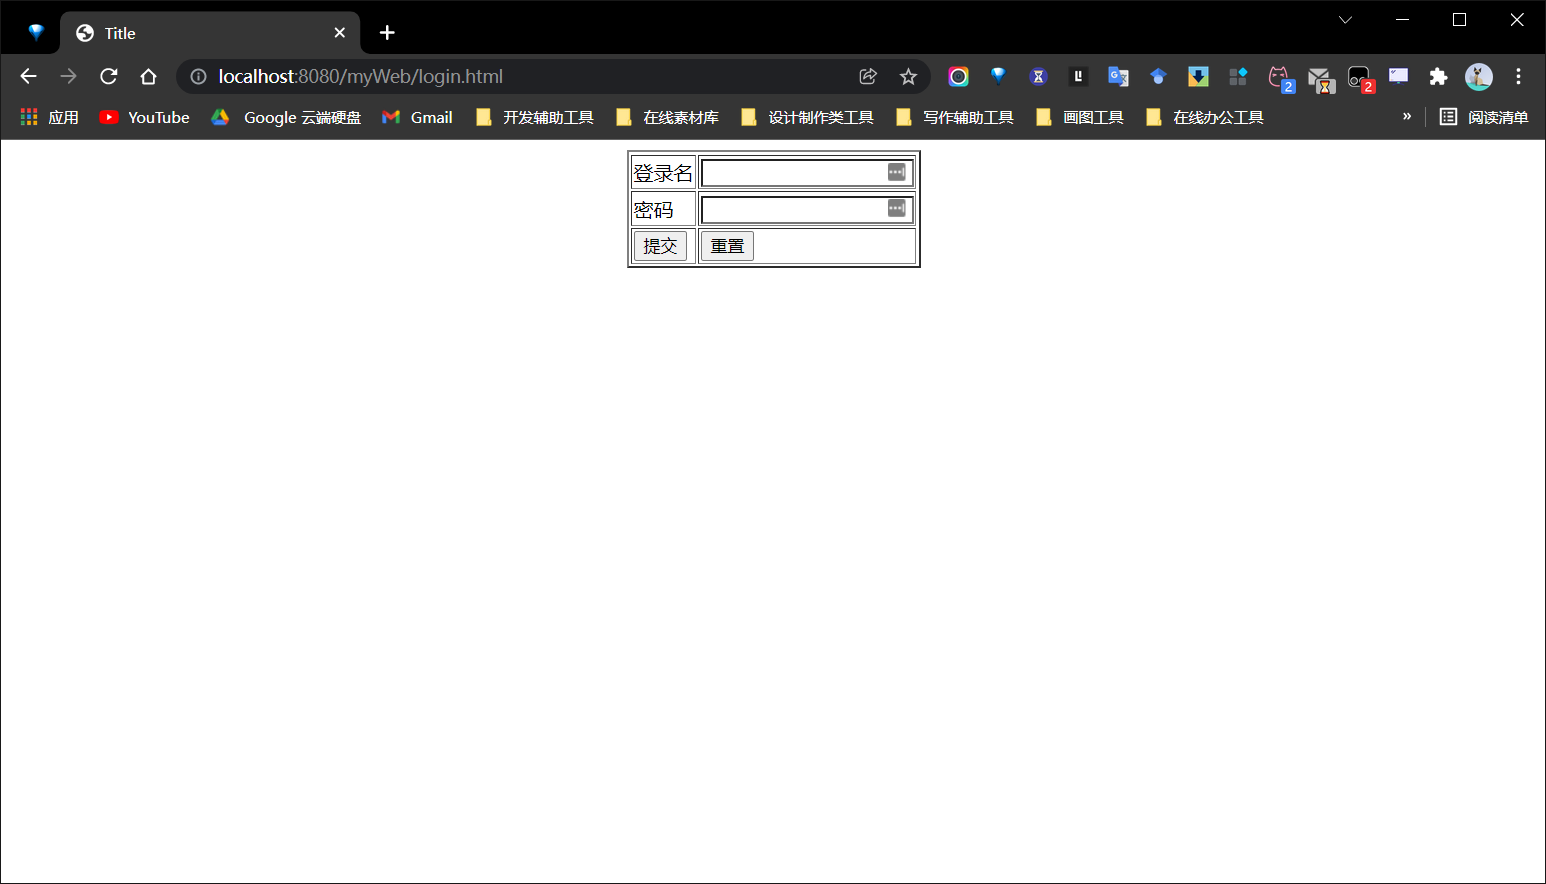 Title
localhost:8080/myWeb/login.html
2
2
应用 YouTube Google 云端硬盘 Gmail 开发辅助工具 在线素材库 设计制作类工具 写作辅助工具 画图工具 在线办公工具 » 阅读清单
登录名
密码
提交 重置